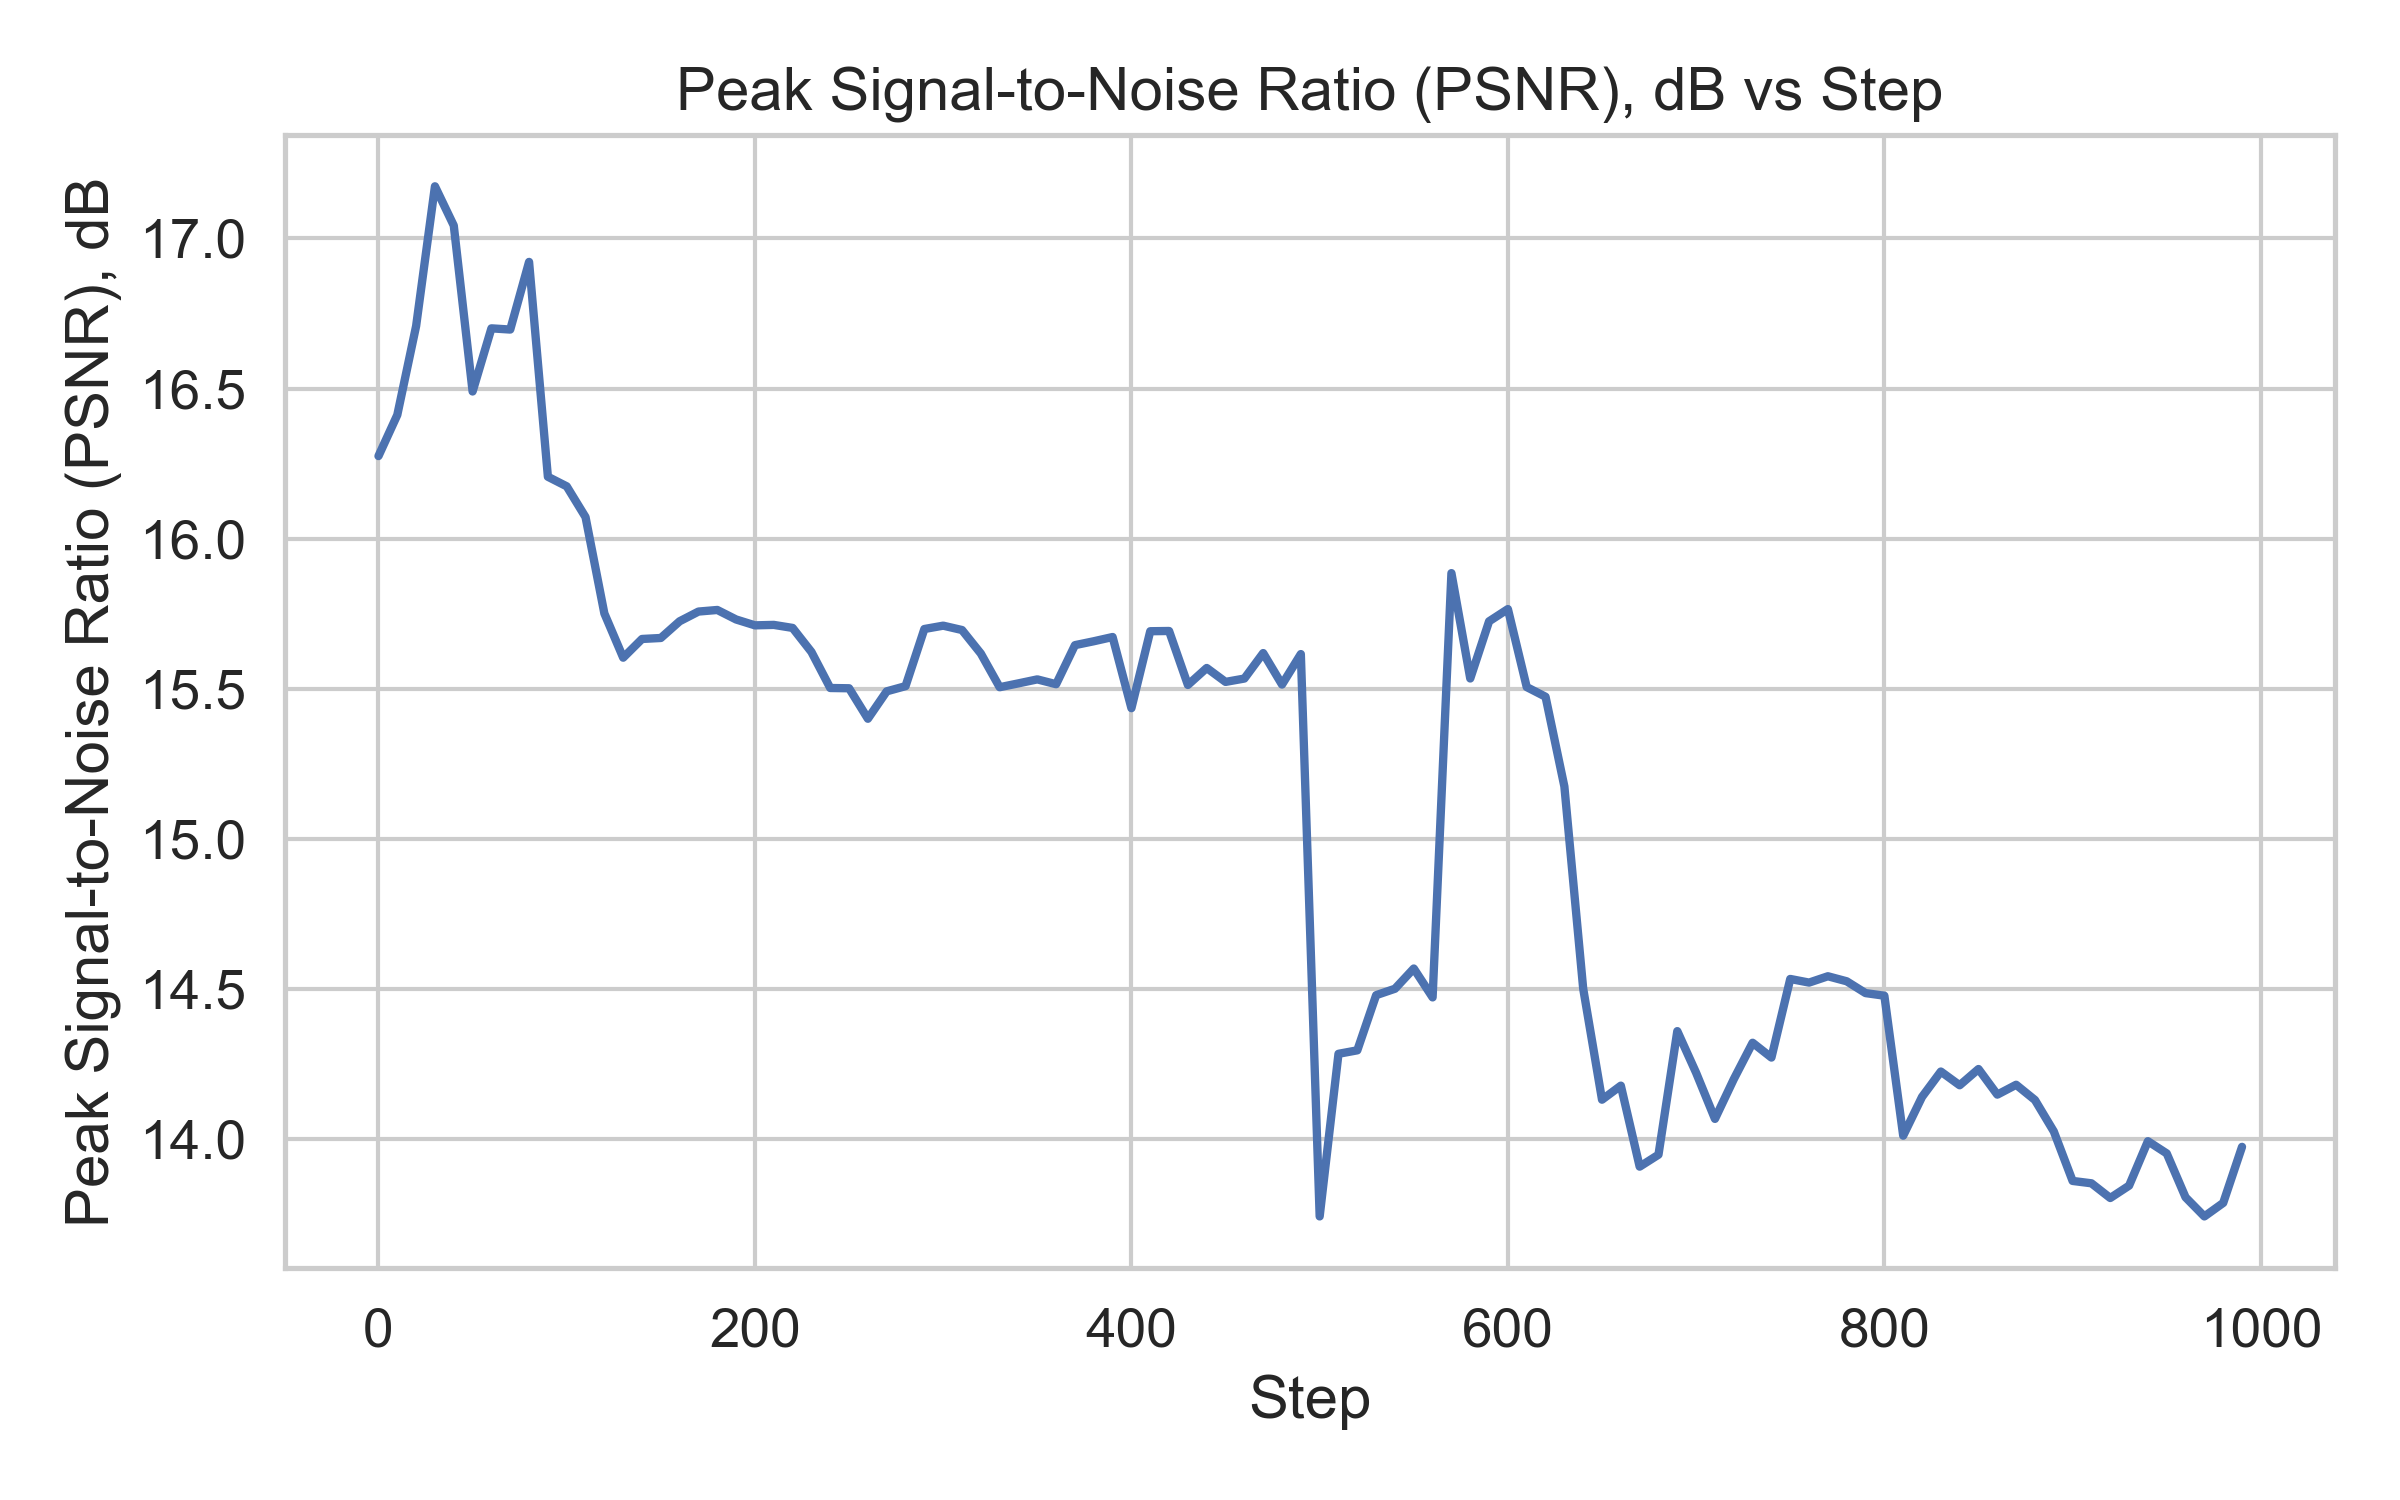 Peak Signal-to-Noise Ratio (PSNR), dB vs Step
Peak Signal-to-Noise Ratio (PSNR), dB
17.0
16.5
16.0
15.5
15.0
14.5
14.0
0 200 400 600 800 1000
Step